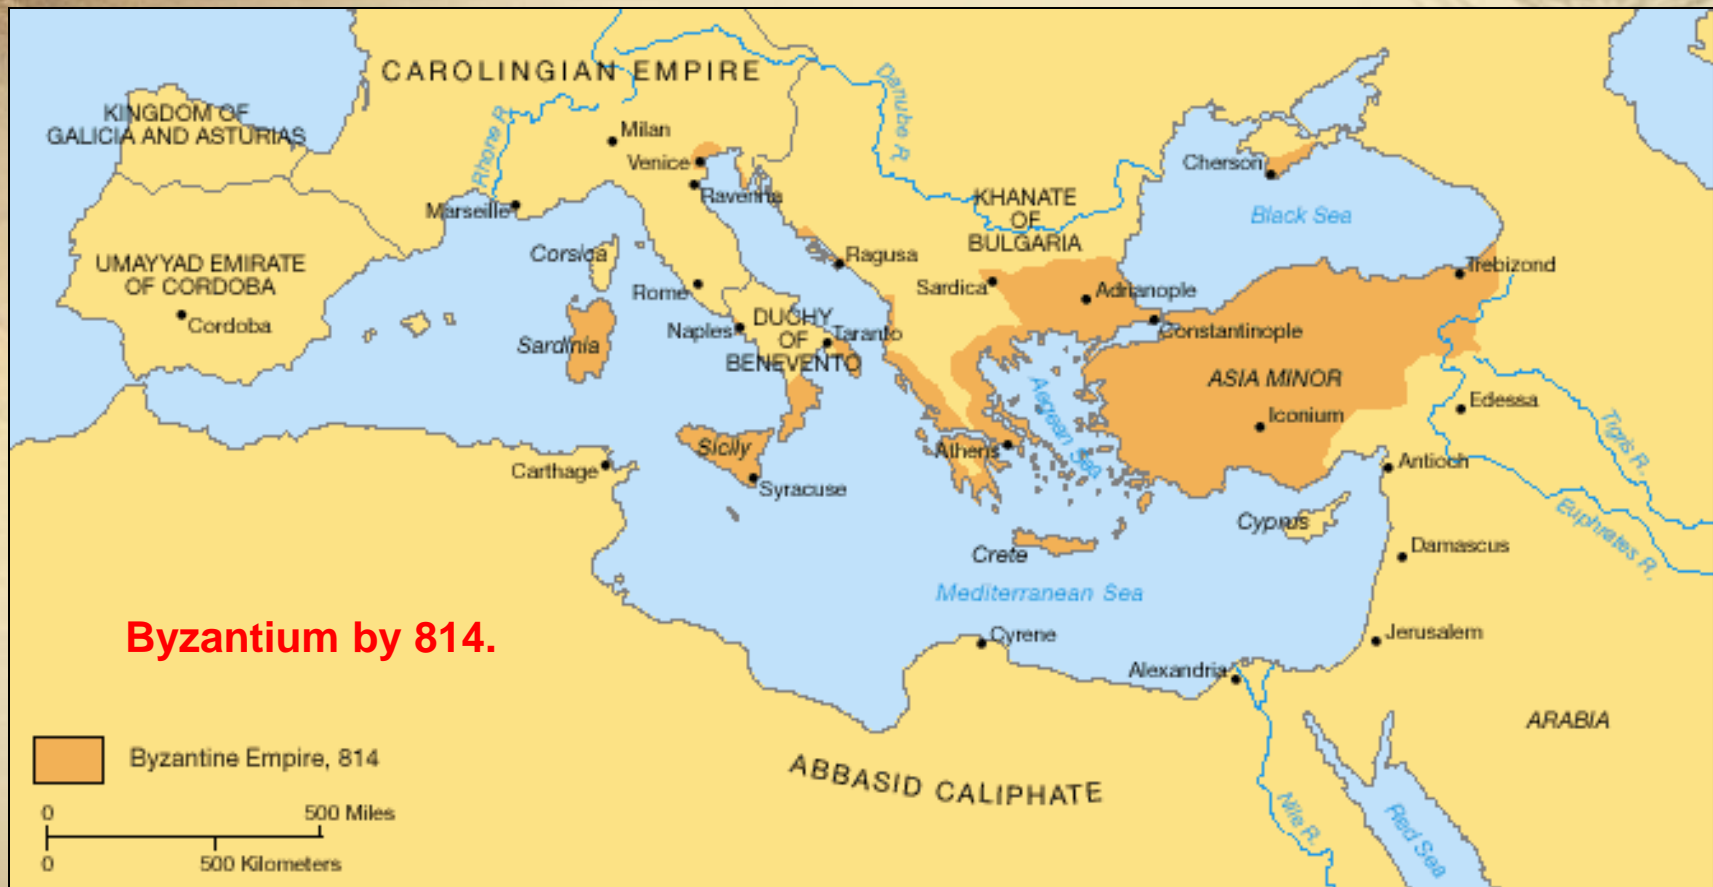 CAROLINGIAN EMPIRE
KINGDOM OF
GALICIA AND ASTURIAS
Rhone R.
Milan
Venice
Ravenna
Marseille
Danube R.
Cherson
KHANATE
OF
BULGARIA
Black Sea
UMAYYAD EMIRATE
OF CORDOBA
Cordoba
Corsica
Rome
Ragusa
Sardica
Adrianople
Trebizond
Constantinople
Naples
DUCHY
OF
BENEVENTO
Taranto
Sardinia
ASIA MINOR
Aegean Sea
Iconium
Edessa
Tigris R.
Sicily
Athens
Carthage
Syracuse
Antioch
Euphrates R.
Cyprus
Crete
Damascus
Mediterranean Sea
Byzantium by 814.
Cyrene
Jerusalem
Alexandria
ARABIA
Byzantine Empire, 814
ABBASID CALIPHATE
Nile R.
Red Sea
0 500 Miles
0 500 Kilometers